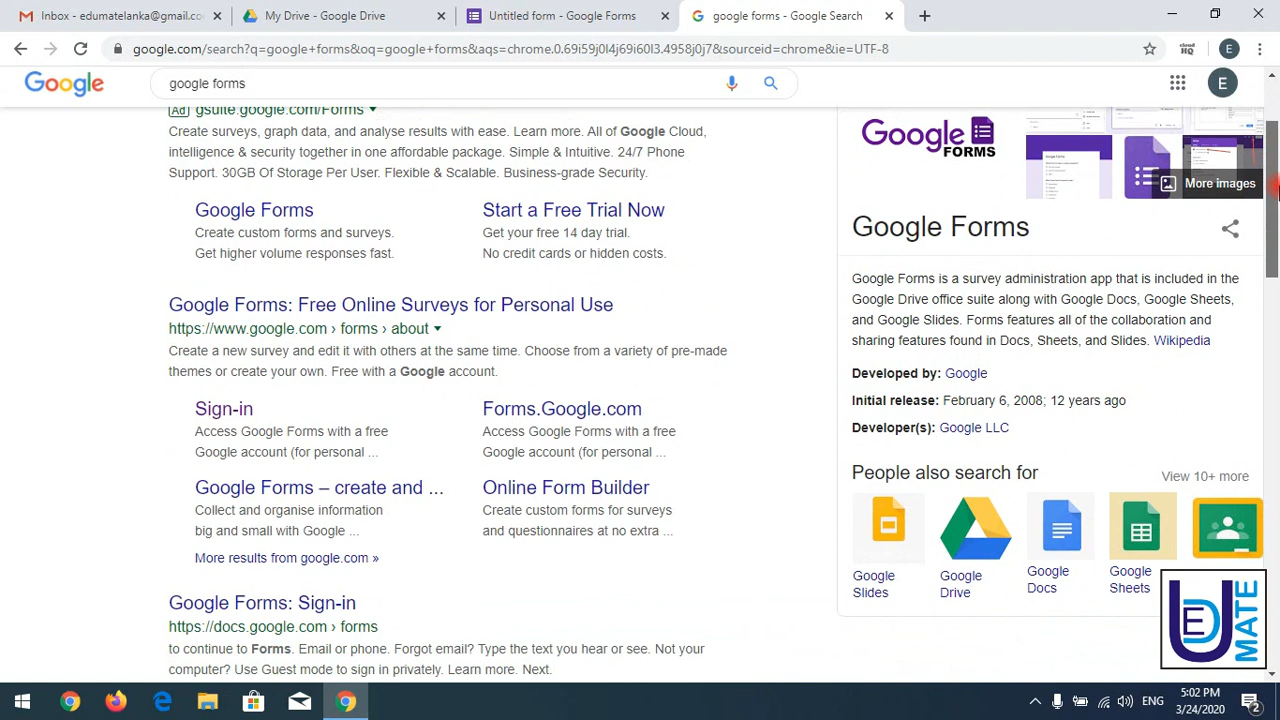 Inbox - edumatelanka@gmail.co
My Drive - Google Drive
Untitled form - Google Forms
google forms - Google Search
google.com/search?q=google+forms&oq=google+forms&aqs=chrome.0.69i59j0l4j69i60l3.4958j0j7&sourceid=chrome&ie=UTF-8
cloud HQ
E
Google
google forms
E
Ad gsuite.google.com/Forms
Create surveys, graph data, and analyse results with ease. Learn more. All of Google Cloud,
intelligence & security together in one affordable package. Simple & Intuitive. 24/7 Phone
Support. 30GB Of Storage Per User. Flexible & Scalable. Business-grade Security.
Google Forms
Create custom forms and surveys.
Get higher volume responses fast.
Start a Free Trial Now
Get your free 14 day trial.
No credit cards or hidden costs.
Google Forms: Free Online Surveys for Personal Use
https://www.google.com › forms › about
Create a new survey and edit it with others at the same time. Choose from a variety of pre-made
themes or create your own. Free with a Google account.
Sign-in
Access Google Forms with a free
Google account (for personal ...
Forms.Google.com
Access Google Forms with a free
Google account (for personal ...
Google Forms – create and ...
Collect and organise information
big and small with Google ...
Online Form Builder
Create custom forms for surveys
and questionnaires at no extra ...
More results from google.com »
Google Forms: Sign-in
https://docs.google.com › forms
to continue to Forms. Email or phone. Forgot email? Type the text you hear or see. Not your
computer? Use Guest mode to sign in privately. Learn more. Next
Google
FORMS
More images
Google Forms
Google Forms is a survey administration app that is included in the
Google Drive office suite along with Google Docs, Google Sheets,
and Google Slides. Forms features all of the collaboration and
sharing features found in Docs, Sheets, and Slides. Wikipedia
Developed by: Google
Initial release: February 6, 2008; 12 years ago
Developer(s): Google LLC
People also search for
View 10+ more
Google
Slides
Google
Drive
Google
Docs
Google
Sheets
EDU
MATE
ENG
5:02 PM
3/24/2020
2